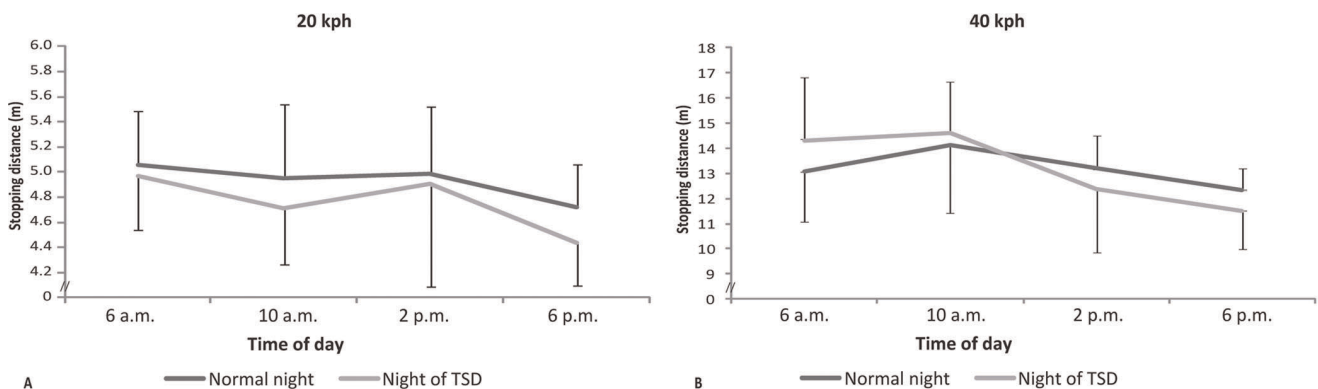 20 kph
Stopping distance (m)
6.0
5.8
5.6
5.4
5.2
5.0
4.8
4.6
4.4
4.2
0
6 a.m. 10 a.m. 2 p.m. 6 p.m.
Time of day
A Normal night Night of TSD
40 kph
Stopping distance (m)
18
17
16
15
14
13
12
11
10
9
0
6 a.m. 10 a.m. 2 p.m. 6 p.m.
Time of day
B Normal night Night of TSD